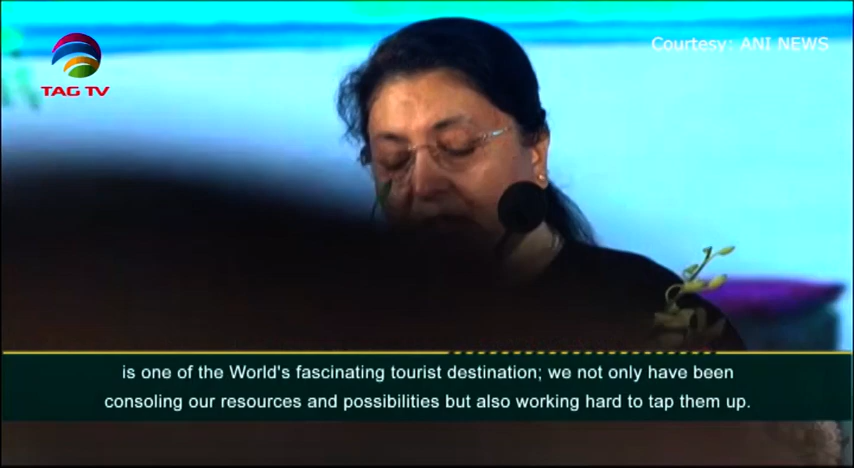 TAG TV
Courtesy: ANI NEWS
is one of the World's fascinating tourist destination; we not only have been
consoling our resources and possibilities but also working hard to tap them up.